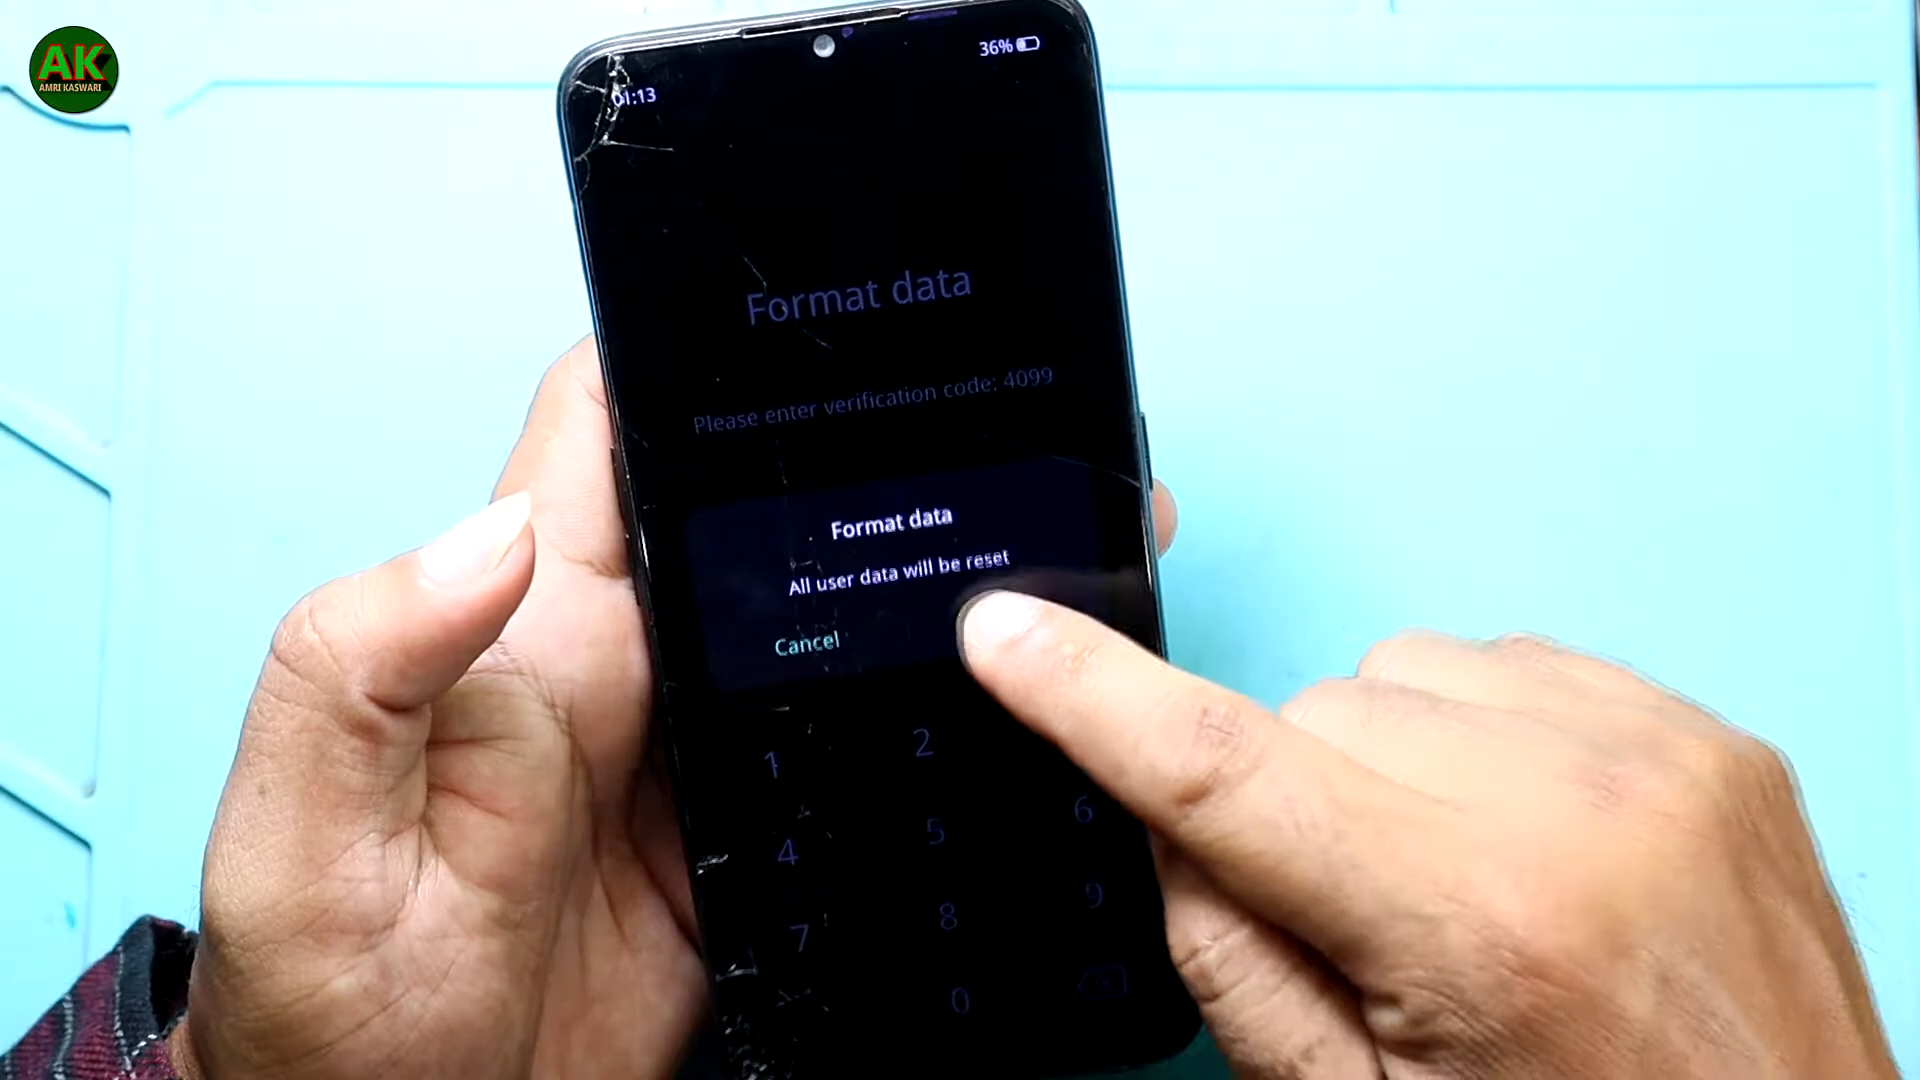 AK
AMRI KASWARI
36%
01:13
Format data
Please enter verification code: 4099
Format data
All user data will be reset
Cancel
1 2
4 5 6
7 8 9
0